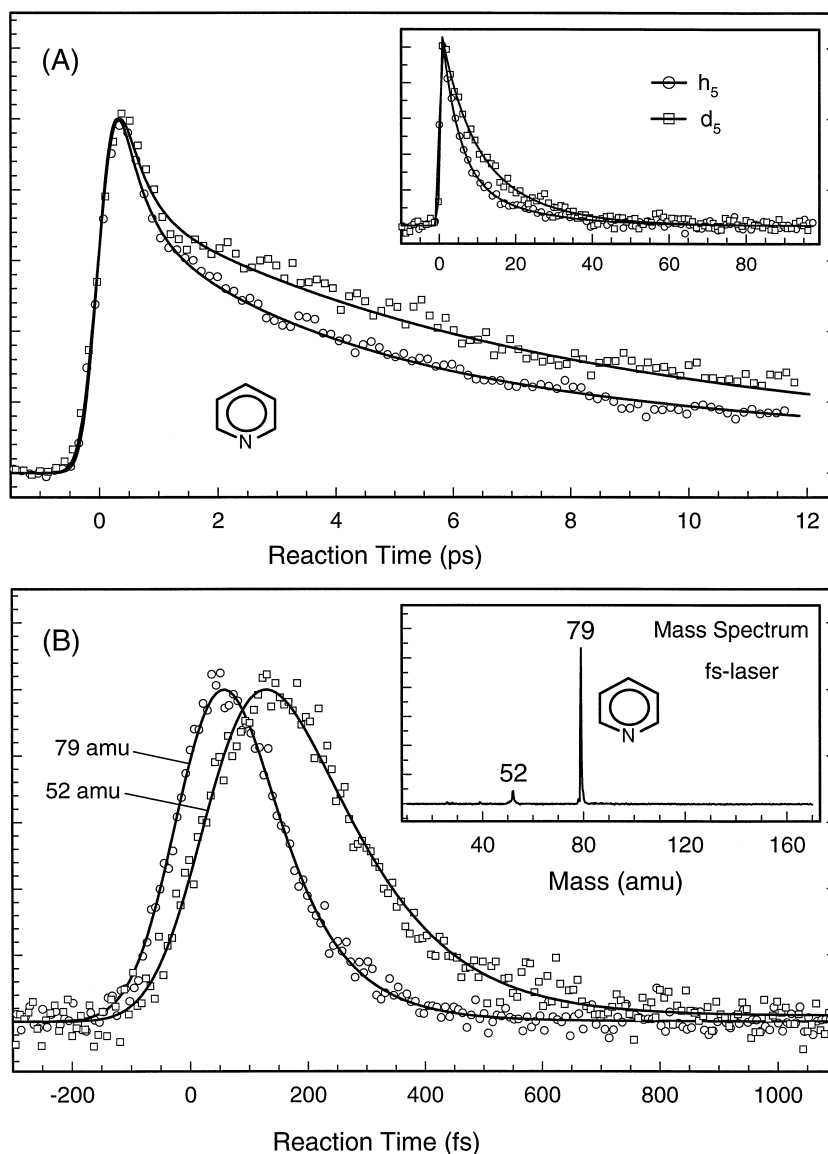 (A)
h5
d5
0 20 40 60 80
N
0 2 4 6 8 10 12
Reaction Time (ps)
(B)
79 amu
52 amu
79
Mass Spectrum
fs-laser
N
52
40 80 120 160
Mass (amu)
-200 0 200 400 600 800 1000
Reaction Time (fs)